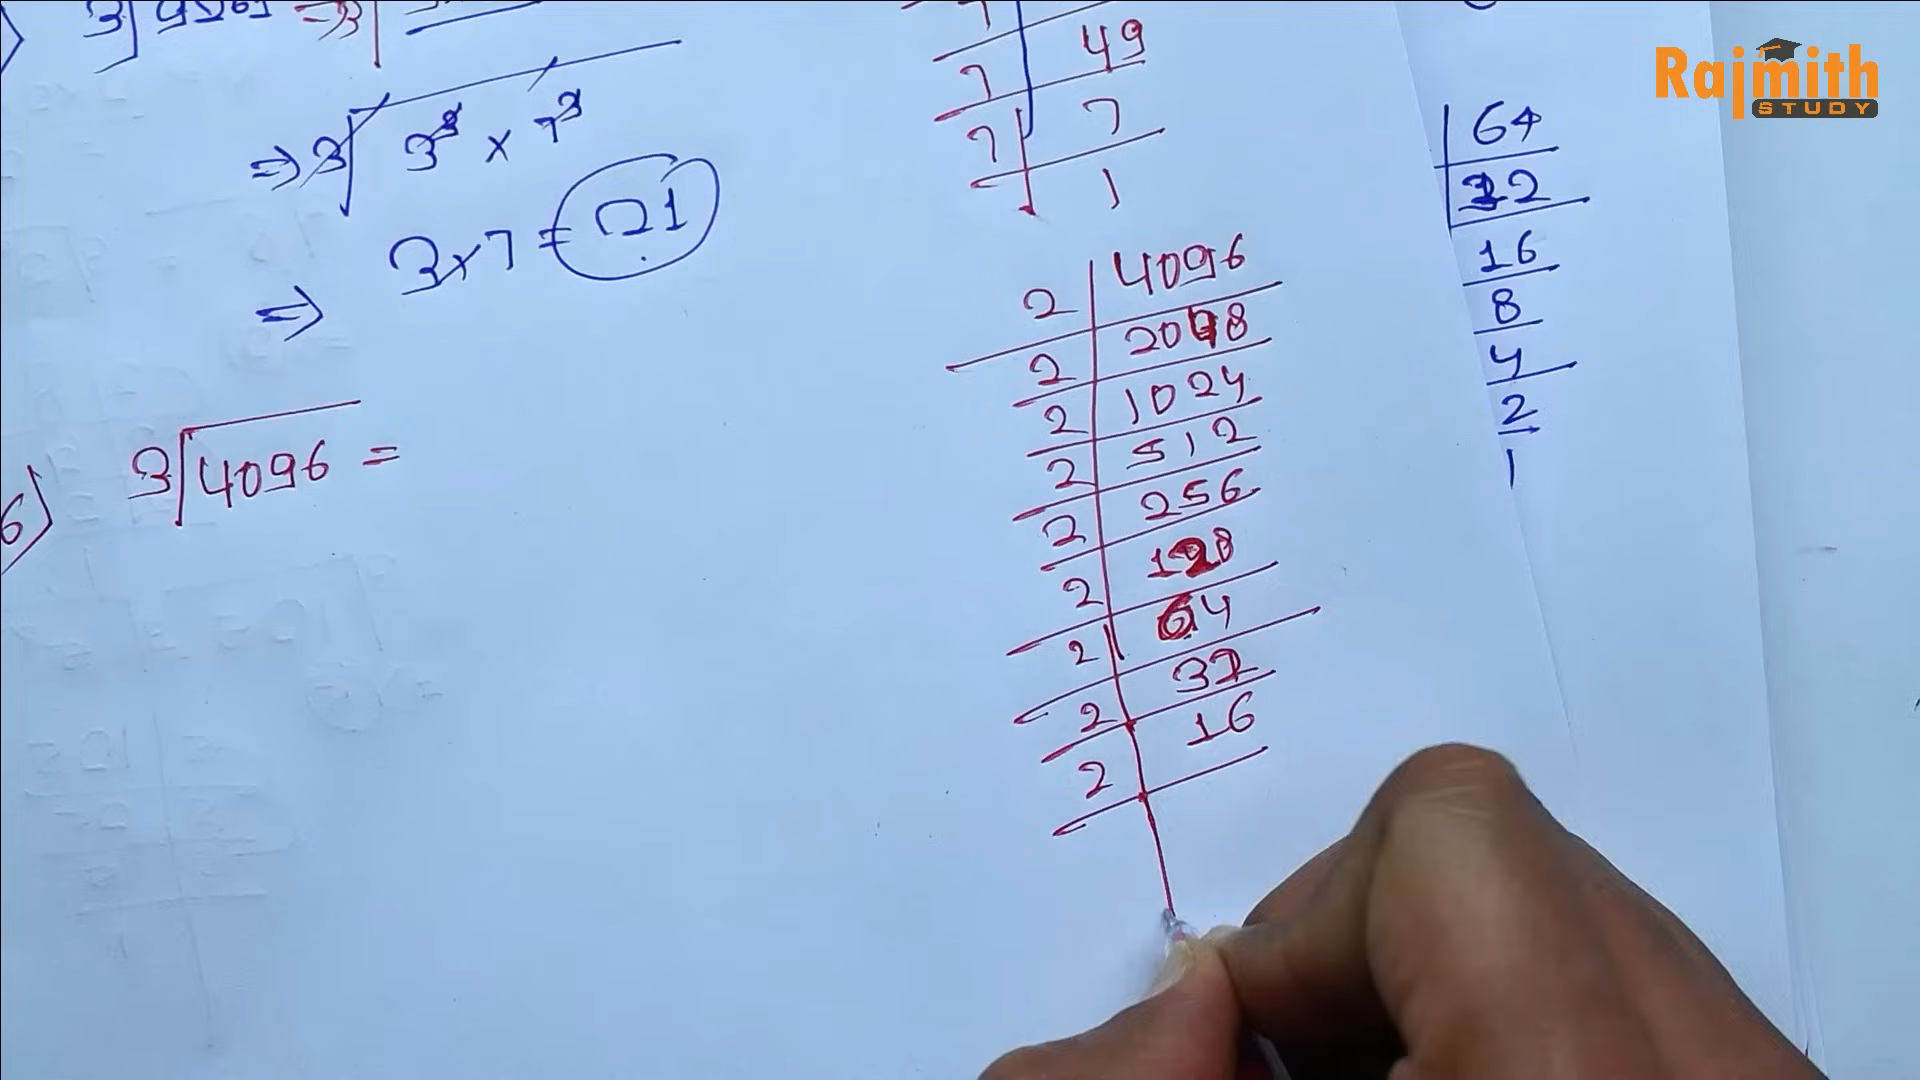 ⇒ 3√ 3³ × 7³
⇒ 3×7 = 21
6) 3√4096 =
7 | 49
7 | 7
1
2 | 4096
2 | 2048
2 | 1024
2 | 512
2 | 256
2 | 128
2 | 64
2 | 32
2 | 16
64
32
16
8
4
2
1
Rajmith
STUDY